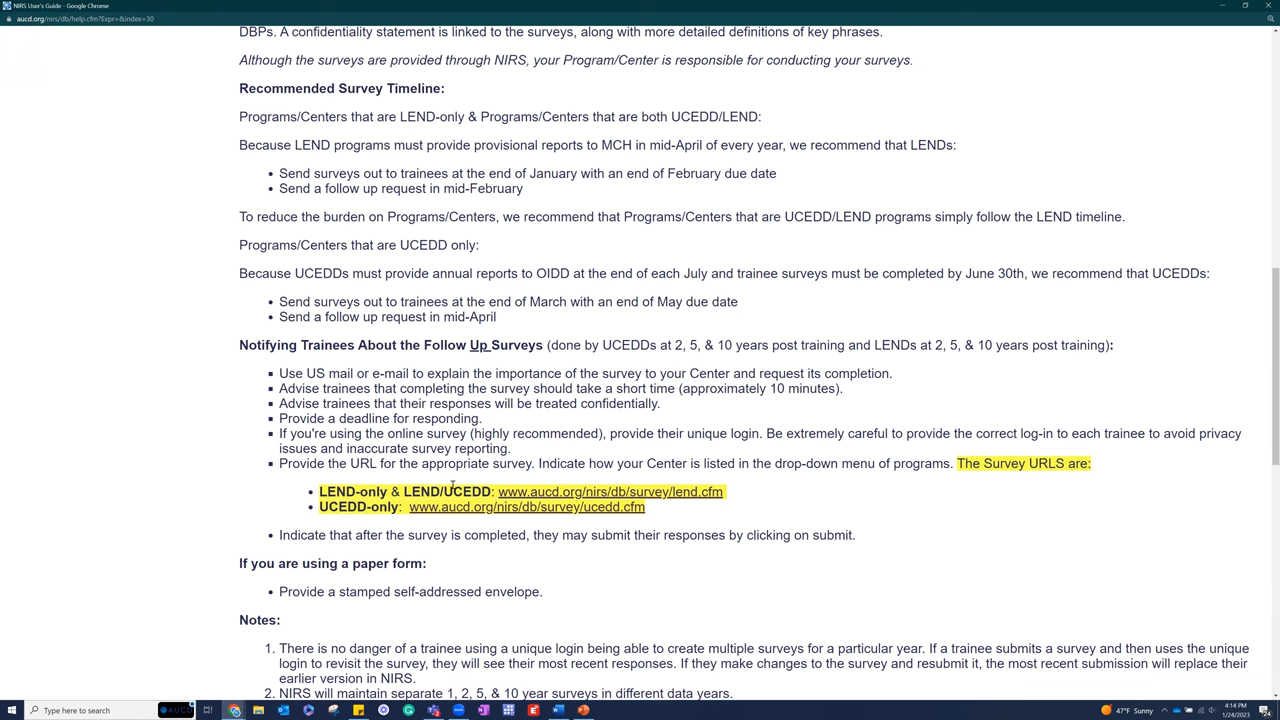 NIRS User's Guide - Google Chrome
aucd.org/nirs/db/help.cfm?Expr=&index=30
DBPs. A confidentiality statement is linked to the surveys, along with more detailed definitions of key phrases.
Although the surveys are provided through NIRS, your Program/Center is responsible for conducting your surveys.
Recommended Survey Timeline:
Programs/Centers that are LEND-only & Programs/Centers that are both UCEDD/LEND:
Because LEND programs must provide provisional reports to MCH in mid-April of every year, we recommend that LENDs:
• Send surveys out to trainees at the end of January with an end of February due date
• Send a follow up request in mid-February
To reduce the burden on Programs/Centers, we recommend that Programs/Centers that are UCEDD/LEND programs simply follow the LEND timeline.
Programs/Centers that are UCEDD only:
Because UCEDDs must provide annual reports to OIDD at the end of each July and trainee surveys must be completed by June 30th, we recommend that UCEDDs:
• Send surveys out to trainees at the end of March with an end of May due date
• Send a follow up request in mid-April
Notifying Trainees About the Follow Up Surveys (done by UCEDDs at 2, 5, & 10 years post training and LENDs at 2, 5, & 10 years post training):
▪ Use US mail or e-mail to explain the importance of the survey to your Center and request its completion.
▪ Advise trainees that completing the survey should take a short time (approximately 10 minutes).
▪ Advise trainees that their responses will be treated confidentially.
▪ Provide a deadline for responding.
▪ If you're using the online survey (highly recommended), provide their unique login. Be extremely careful to provide the correct log-in to each trainee to avoid privacy
issues and inaccurate survey reporting.
▪ Provide the URL for the appropriate survey. Indicate how your Center is listed in the drop-down menu of programs. The Survey URLS are:
• LEND-only & LEND/UCEDD: www.aucd.org/nirs/db/survey/lend.cfm
• UCEDD-only: www.aucd.org/nirs/db/survey/ucedd.cfm
• Indicate that after the survey is completed, they may submit their responses by clicking on submit.
If you are using a paper form:
• Provide a stamped self-addressed envelope.
Notes:
1. There is no danger of a trainee using a unique login being able to create multiple surveys for a particular year. If a trainee submits a survey and then uses the unique
login to revisit the survey, they will see their most recent responses. If they make changes to the survey and resubmit it, the most recent submission will replace their
earlier version in NIRS.
2. NIRS will maintain separate 1, 2, 5, & 10 year surveys in different data years.
Type here to search
AUCD
47°F Sunny
4:14 PM
1/24/2023
24